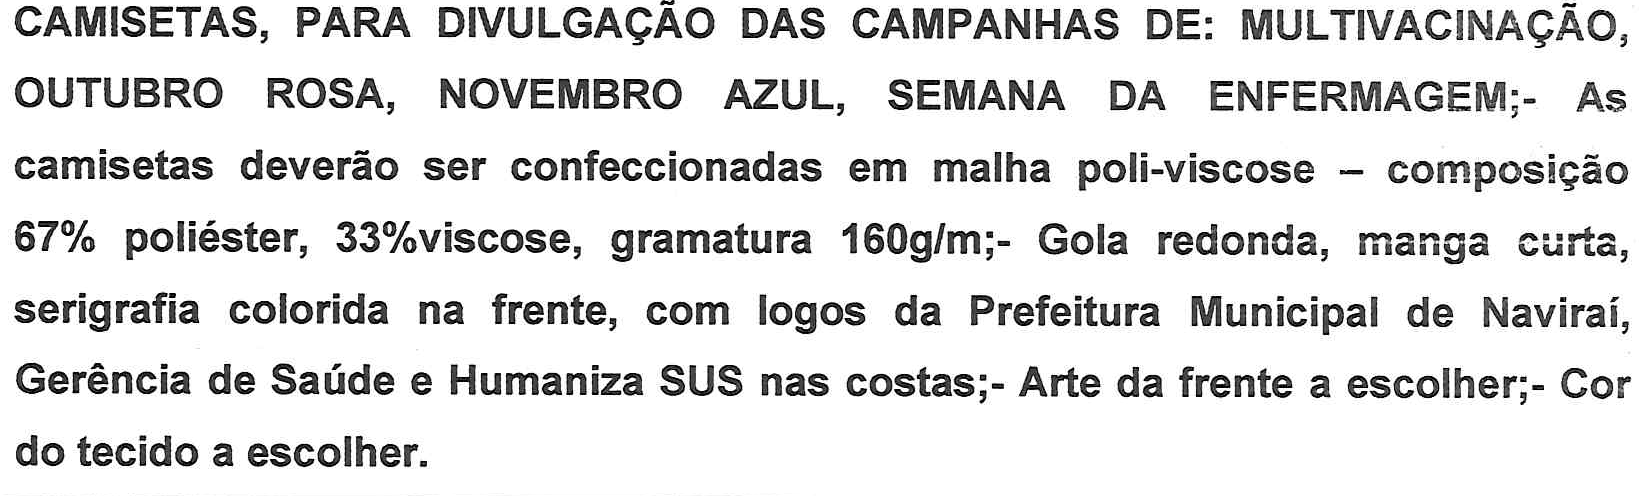 CAMISETAS, PARA DIVULGAÇÃO DAS CAMPANHAS DE: MULTIVACINAÇÃO,
OUTUBRO ROSA, NOVEMBRO AZUL, SEMANA DA ENFERMAGEM;- As
camisetas deverão ser confeccionadas em malha poli-viscose – composição
67% poliéster, 33%viscose, gramatura 160g/m;- Gola redonda, manga curta,
serigrafia colorida na frente, com logos da Prefeitura Municipal de Naviraí,
Gerência de Saúde e Humaniza SUS nas costas;- Arte da frente a escolher;- Cor
do tecido a escolher.